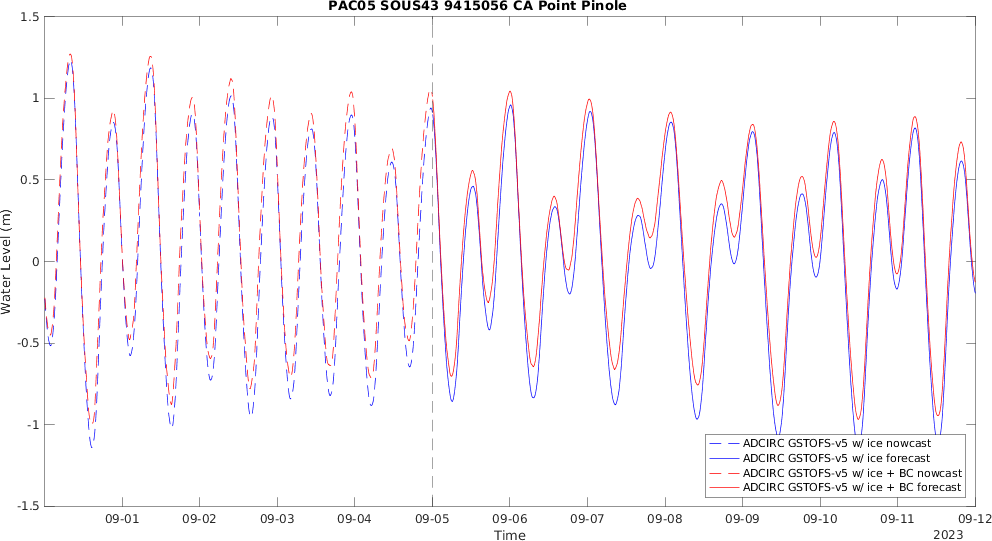 PAC05 SOUS43 9415056 CA Point Pinole
1.5
1
0.5
0
-0.5
-1
-1.5
Water Level (m)
ADCIRC GSTOFS-v5 w/ ice nowcast
ADCIRC GSTOFS-v5 w/ ice forecast
ADCIRC GSTOFS-v5 w/ ice + BC nowcast
ADCIRC GSTOFS-v5 w/ ice + BC forecast
09-01 09-02 09-03 09-04 09-05 09-06 09-07 09-08 09-09 09-10 09-11 09-12
Time
2023